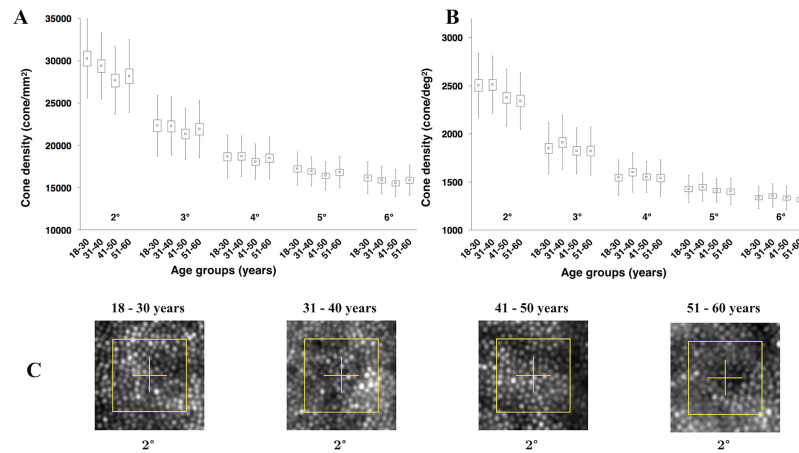 A
B
35000
30000
25000
20000
15000
10000
Cone density (cone/mm²)
2° 3° 4° 5° 6°
18-30 31-40 41-50 51-60 18-30 31-40 41-50 51-60 18-30 31-40 41-50 51-60 18-30 31-40 41-50 51-60 18-30 31-40 41-50 51-60
Age groups (years)
3000
2500
2000
1500
1000
Cone density (cone/deg²)
2° 3° 4° 5° 6°
18-30 31-40 41-50 51-60 18-30 31-40 41-50 51-60 18-30 31-40 41-50 51-60 18-30 31-40 41-50 51-60 18-30 31-40 41-50 51-60
Age groups (years)
C
18 - 30 years 31 - 40 years 41 - 50 years 51 - 60 years
2° 2° 2° 2°